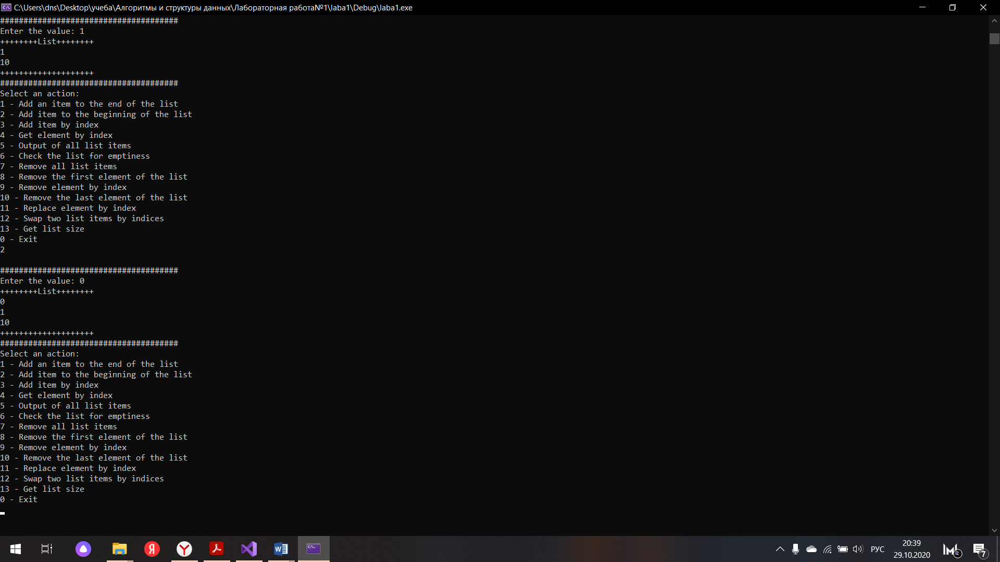 C:\Users\dns\Desktop\учеба\Алгоритмы и структуры данных\Лабораторная работа№1\laba1\Debug\laba1.exe
######################################
Enter the value: 1
++++++++List++++++++
1
10
++++++++++++++++++++
######################################
Select an action:
1 - Add an item to the end of the list
2 - Add item to the beginning of the list
3 - Add item by index
4 - Get element by index
5 - Output of all list items
6 - Check the list for emptiness
7 - Remove all list items
8 - Remove the first element of the list
9 - Remove element by index
10 - Remove the last element of the list
11 - Replace element by index
12 - Swap two list items by indices
13 - Get list size
0 - Exit
2
######################################
Enter the value: 0
++++++++List++++++++
0
1
10
++++++++++++++++++++
######################################
Select an action:
1 - Add an item to the end of the list
2 - Add item to the beginning of the list
3 - Add item by index
4 - Get element by index
5 - Output of all list items
6 - Check the list for emptiness
7 - Remove all list items
8 - Remove the first element of the list
9 - Remove element by index
10 - Remove the last element of the list
11 - Replace element by index
12 - Swap two list items by indices
13 - Get list size
0 - Exit
РУС
20:39
29.10.2020
2
7